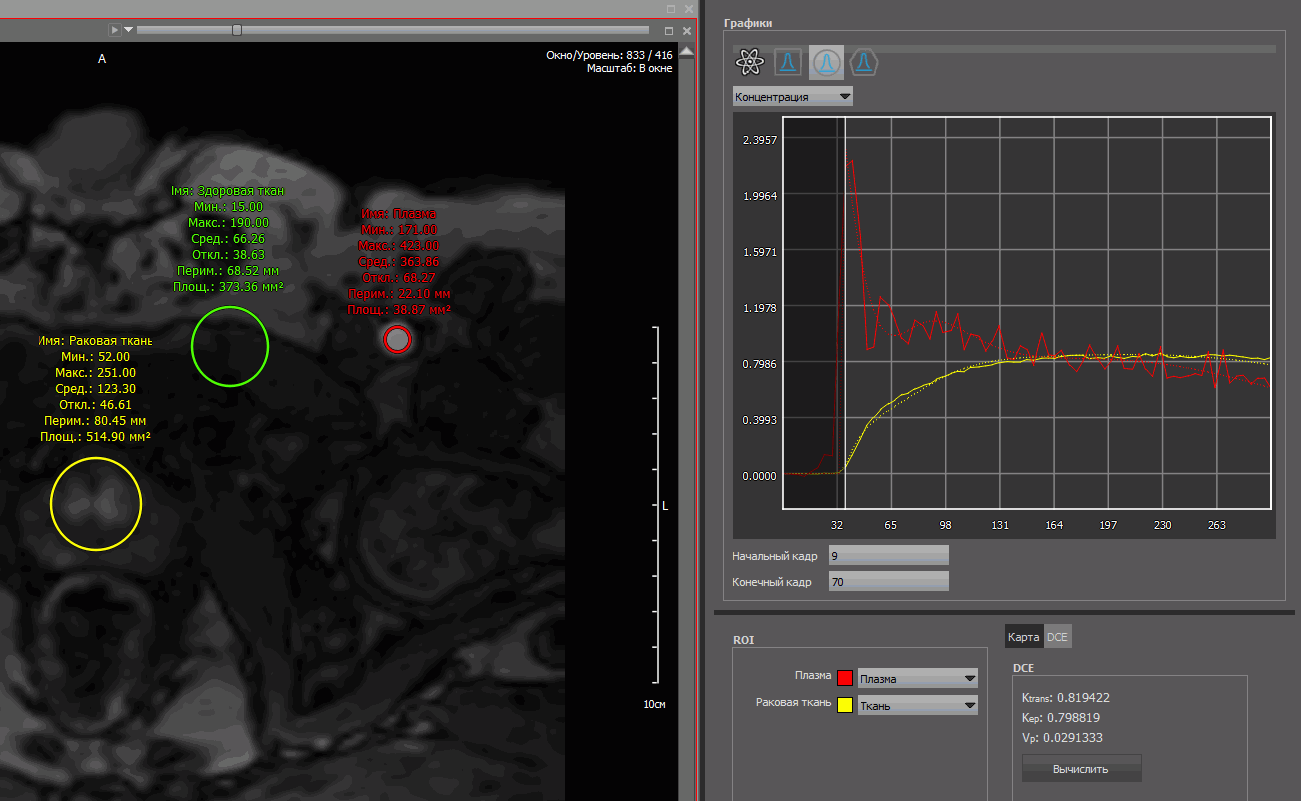 A
Окно/Уровень: 833 / 416
Масштаб: В окне
Имя: Здоровая ткан
Мин.: 15.00
Макс.: 190.00
Сред.: 66.26
Откл.: 38.63
Перим.: 68.52 мм
Площ.: 373.36 мм²
Имя: Плазма
Мин.: 171.00
Макс.: 423.00
Сред.: 363.86
Откл.: 68.27
Перим.: 22.10 мм
Площ.: 38.87 мм²
Имя: Раковая ткань
Мин.: 52.00
Макс.: 251.00
Сред.: 123.30
Откл.: 46.61
Перим.: 80.45 мм
Площ.: 514.90 мм²
L
10см
Графики
Концентрация
2.3957
1.9964
1.5971
1.1978
0.7986
0.3993
0.0000
32 65 98 131 164 197 230 263
Начальный кадр 9
Конечный кадр 70
ROI
Плазма Плазма
Раковая ткань Ткань
Карта DCE
DCE
Ktrans: 0.819422
Kep: 0.798819
Vp: 0.0291333
Вычислить